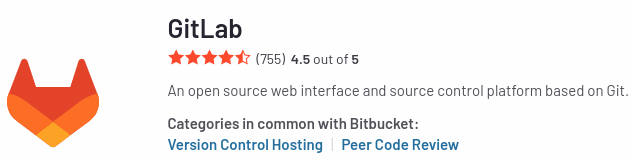 GitLab
(755) 4.5 out of 5
An open source web interface and source control platform based on Git.
Categories in common with Bitbucket:
Version Control Hosting | Peer Code Review